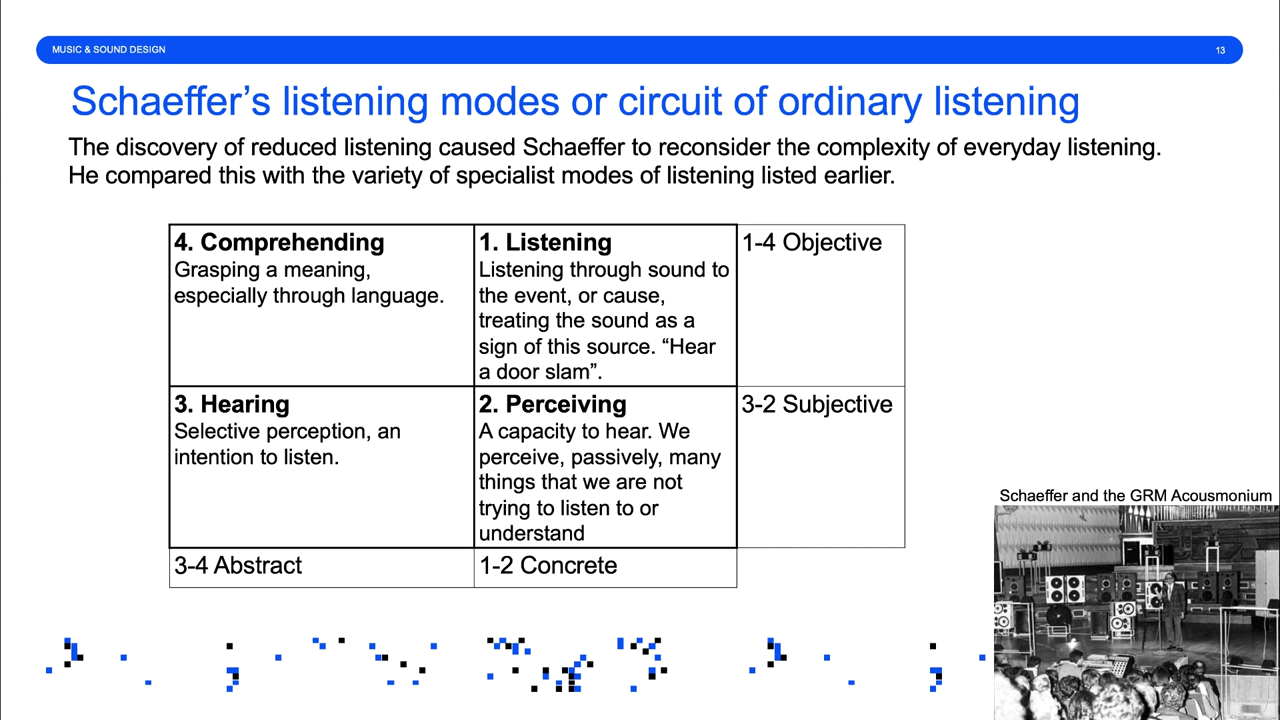 MUSIC & SOUND DESIGN
13
Schaeffer’s listening modes or circuit of ordinary listening
The discovery of reduced listening caused Schaeffer to reconsider the complexity of everyday listening.
He compared this with the variety of specialist modes of listening listed earlier.
4. Comprehending
Grasping a meaning,
especially through language.
1. Listening
Listening through sound to
the event, or cause,
treating the sound as a
sign of this source. “Hear
a door slam”.
1-4 Objective
3. Hearing
Selective perception, an
intention to listen.
2. Perceiving
A capacity to hear. We
perceive, passively, many
things that we are not
trying to listen to or
understand
3-2 Subjective
3-4 Abstract
1-2 Concrete
Schaeffer and the GRM Acousmonium